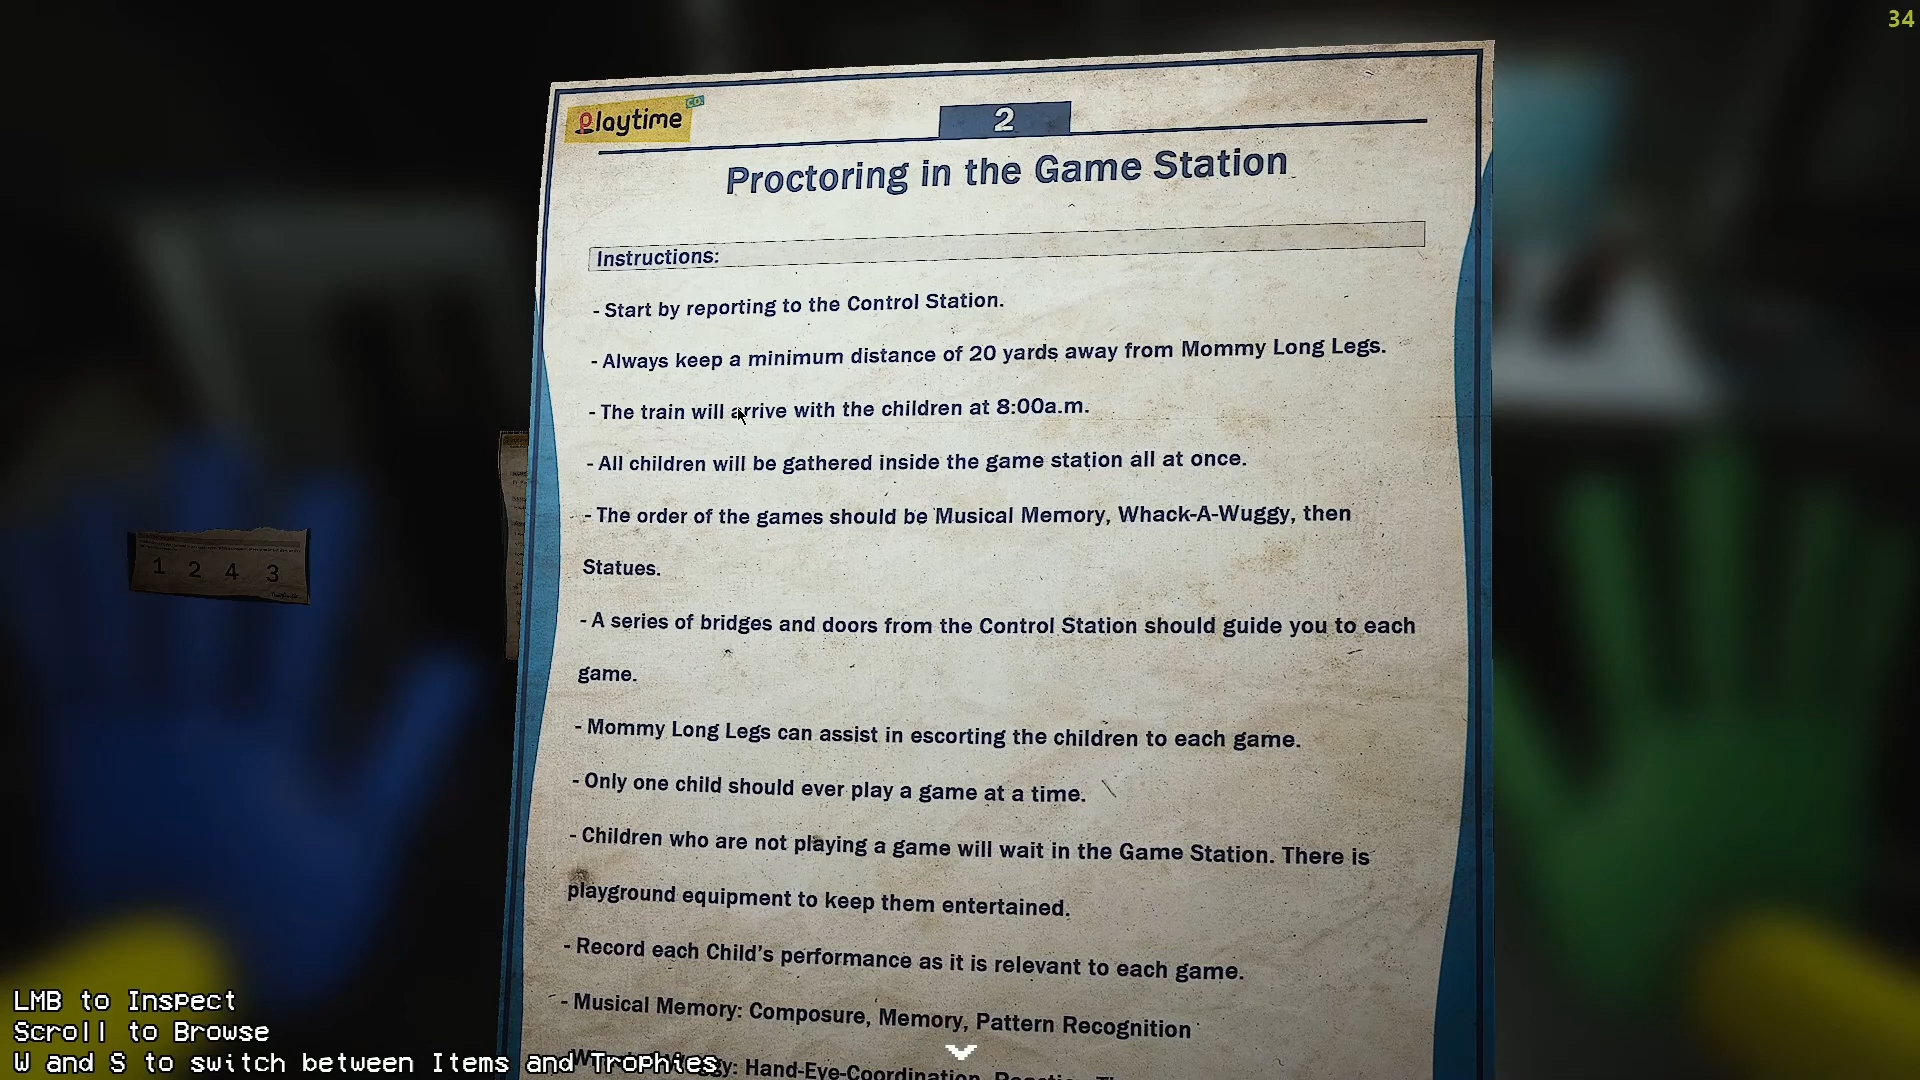 34
Playtime CO.
2
Proctoring in the Game Station
Instructions:
- Start by reporting to the Control Station.
- Always keep a minimum distance of 20 yards away from Mommy Long Legs.
- The train will arrive with the children at 8:00a.m.
- All children will be gathered inside the game station all at once.
- The order of the games should be Musical Memory, Whack-A-Wuggy, then
Statues.
- A series of bridges and doors from the Control Station should guide you to each
game.
- Mommy Long Legs can assist in escorting the children to each game.
- Only one child should ever play a game at a time.
- Children who are not playing a game will wait in the Game Station. There is
playground equipment to keep them entertained.
- Record each Child's performance as it is relevant to each game.
- Musical Memory: Composure, Memory, Pattern Recognition
Hand-Eye-Coordination,
1 2 4 3
LMB to Inspect
Scroll to Browse
W and S to switch between Items and Trophies